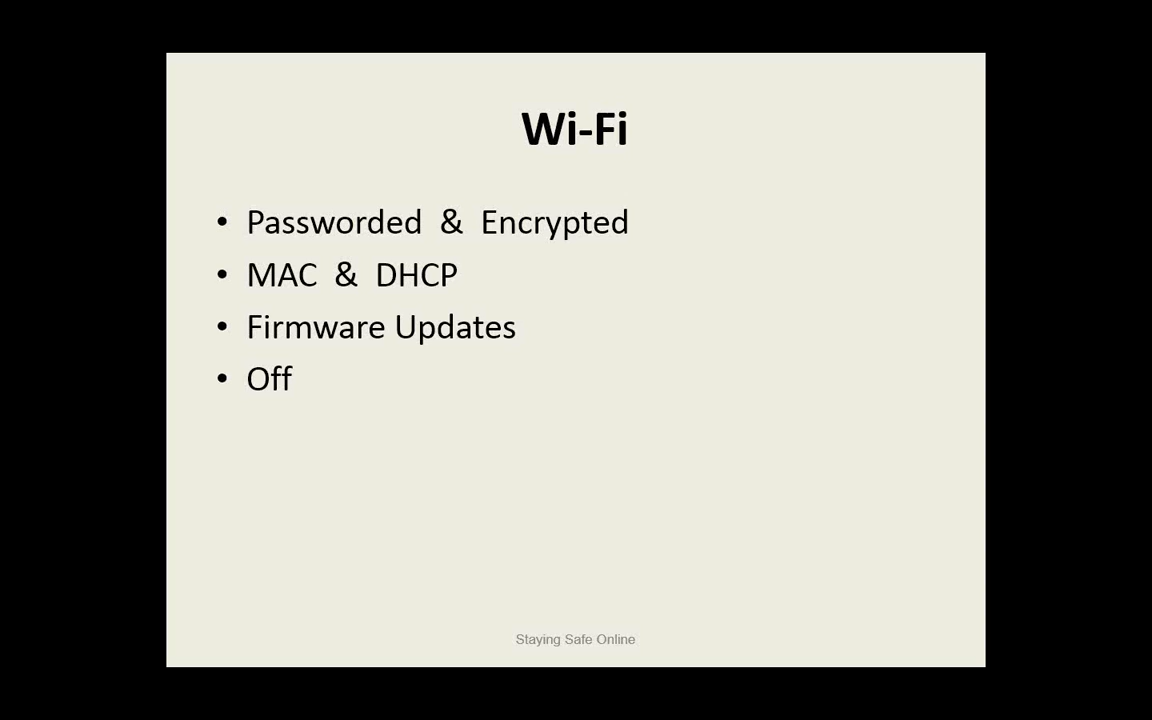 Wi-Fi
• Passworded & Encrypted
• MAC & DHCP
• Firmware Updates
• Off
Staying Safe Online